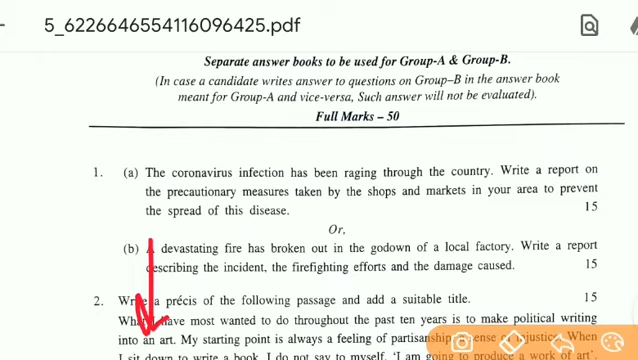 5_6226646554116096425.pdf
Separate answer books to be used for Group-A & Group-B.
(In case a candidate writes answer to questions on Group–B in the answer book
meant for Group-A and vice-versa, Such answer will not be evaluated).
Full Marks – 50
1. (a) The coronavirus infection has been raging through the country. Write a report on
the precautionary measures taken by the shops and markets in your area to prevent
the spread of this disease. 15
Or,
(b) A devastating fire has broken out in the godown of a local factory. Write a report
describing the incident, the firefighting efforts and the damage caused. 15
2. Write a précis of the following passage and add a suitable title. 15
What I have most wanted to do throughout the past ten years is to make political writing
into an art. My starting point is always a feeling of partisanship, a sense of injustice. When
I sit down to write a book, I do not say to myself, 'I am going to produce a work of art'.